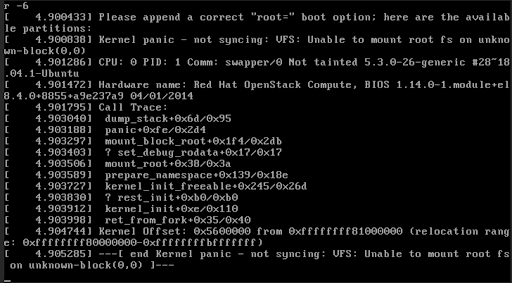 r -6
[    4.900433] Please append a correct "root=" boot option; here are the availa
ble partitions:
[    4.900838] Kernel panic - not syncing: VFS: Unable to mount root fs on unkno
wn-block(0,0)
[    4.901286] CPU: 0 PID: 1 Comm: swapper/0 Not tainted 5.3.0-26-generic #28~18
.04.1-Ubuntu
[    4.901472] Hardware name: Red Hat OpenStack Compute, BIOS 1.14.0-1.module+el
8.4.0+8855+a9e237a9 04/01/2014
[    4.901795] Call Trace:
[    4.903040]  dump_stack+0x6d/0x95
[    4.903188]  panic+0xfe/0x2d4
[    4.903297]  mount_block_root+0x1f4/0x2db
[    4.903403]  ? set_debug_rodata+0x17/0x17
[    4.903506]  mount_root+0x38/0x3a
[    4.903589]  prepare_namespace+0x139/0x18e
[    4.903727]  kernel_init_freeable+0x245/0x26d
[    4.903830]  ? rest_init+0xb0/0xb0
[    4.903912]  kernel_init+0xe/0x110
[    4.903998]  ret_from_fork+0x35/0x40
[    4.904744] Kernel Offset: 0x5600000 from 0xffffffff81000000 (relocation rang
e: 0xffffffff80000000-0xffffffffbfffffff)
[    4.905285] ---[ end Kernel panic - not syncing: VFS: Unable to mount root fs
 on unknown-block(0,0) ]---